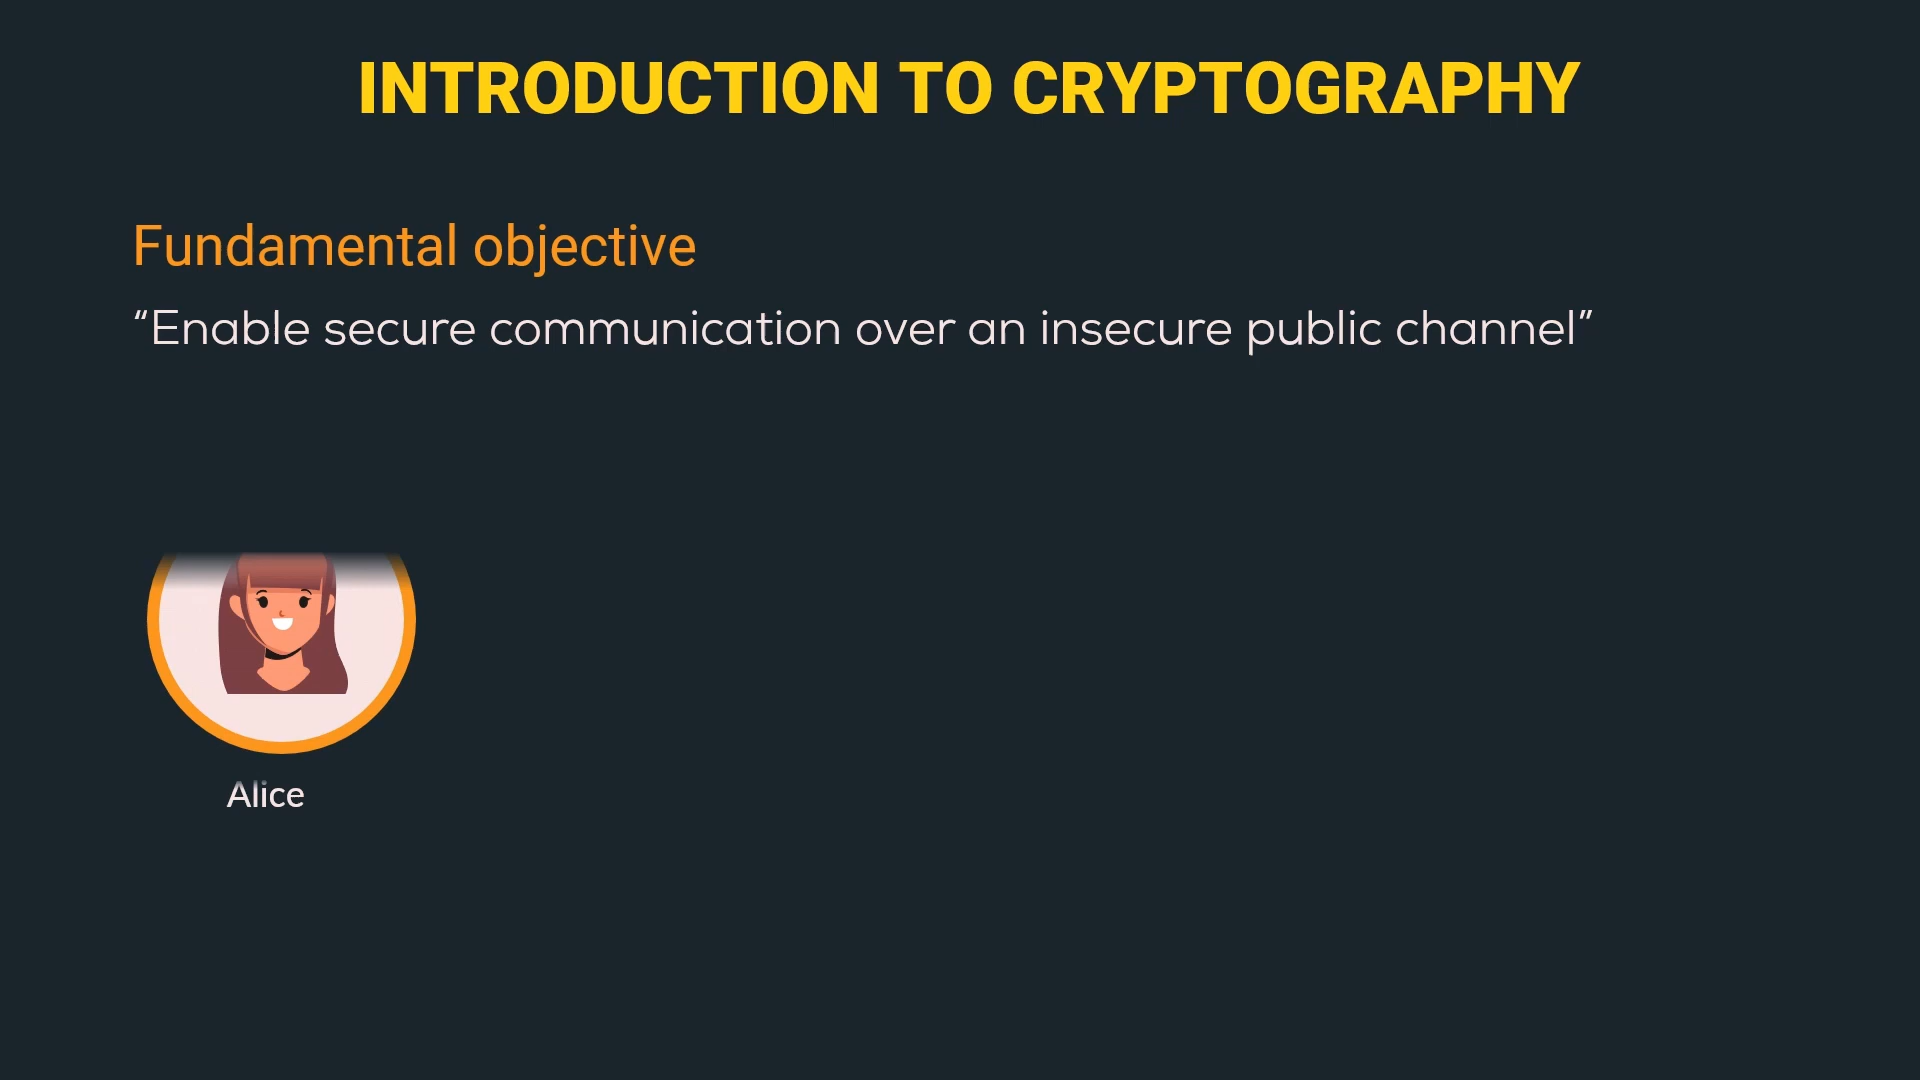 INTRODUCTION TO CRYPTOGRAPHY
Fundamental objective
“Enable secure communication over an insecure public channel”
Alice